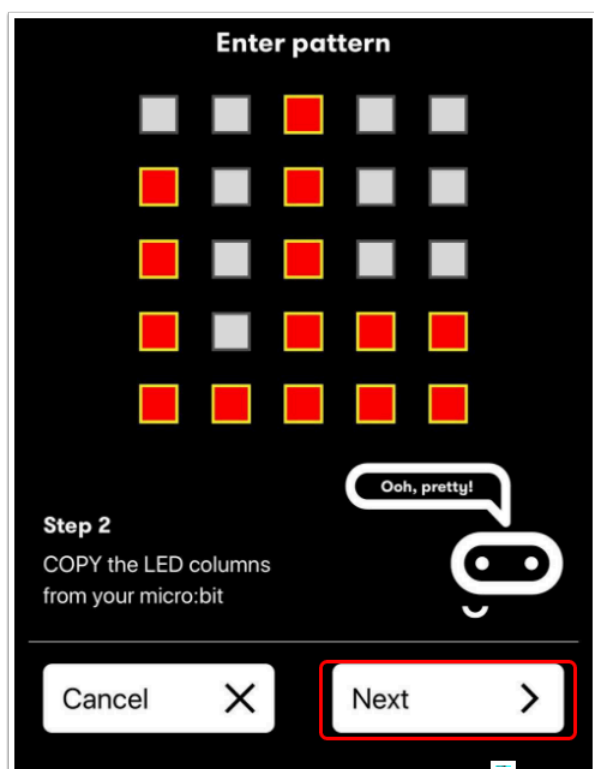 Enter pattern
Ooh, pretty!
Step 2
COPY the LED columns
from your micro:bit
Cancel
Next